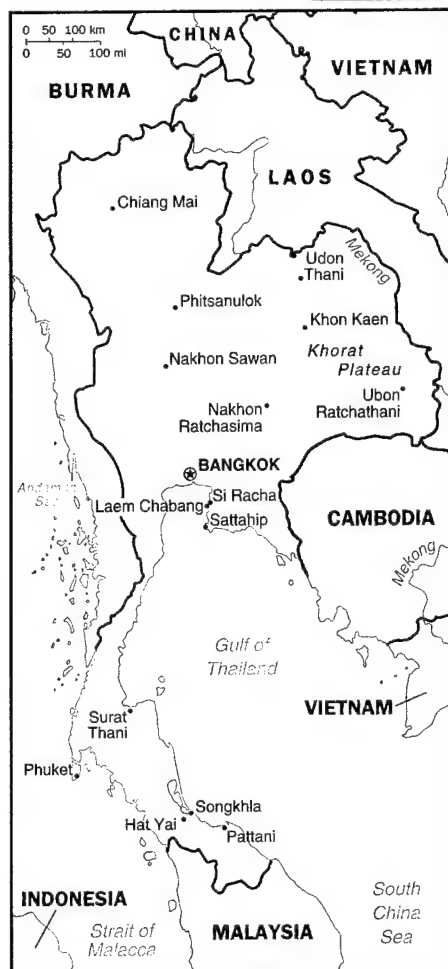 0 50 100 km
0 50 100 mi
CHINA
VIETNAM
BURMA
LAOS
Chiang Mai
Mekong
Udon
Thani
Phitsanulok
Khon Kaen
Khorat
Plateau
Nakhon Sawan
Ubon
Ratchathani
Nakhon
Ratchasima
BANGKOK
Andaman
Sea
Si Racha
Laem Chabang
Sattahip
CAMBODIA
Mekong
Gulf of
Thailand
VIETNAM
Surat
Thani
Phuket
Songkhla
Hat Yai
Pattani
INDONESIA
Strait of
Malacca
MALAYSIA
South
China
Sea